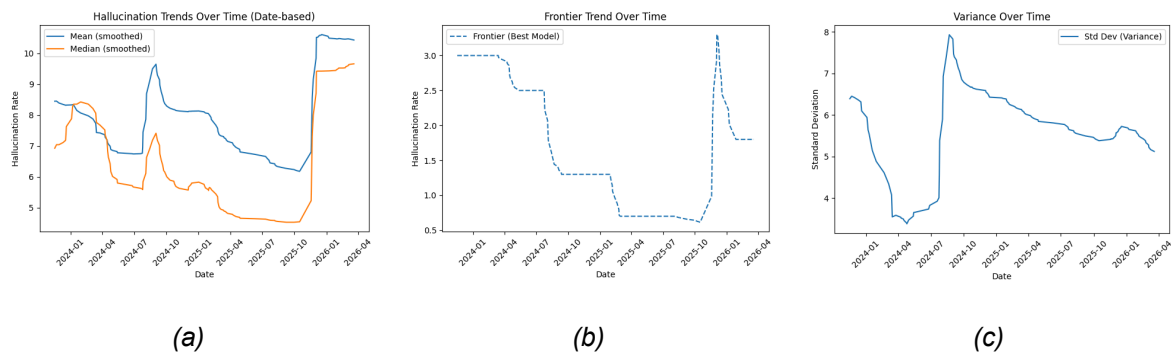 Hallucination Trends Over Time (Date-based)
Mean (smoothed)
Median (smoothed)
Hallucination Rate
10
9
8
7
6
5
2024-01
2024-04
2024-07
2024-10
2025-01
2025-04
2025-07
2025-10
2026-01
2026-04
Date
(a)
Frontier Trend Over Time
Frontier (Best Model)
Hallucination Rate
3.0
2.5
2.0
1.5
1.0
0.5
2024-01
2024-04
2024-07
2024-10
2025-01
2025-04
2025-07
2025-10
2026-01
2026-04
Date
(b)
Variance Over Time
Std Dev (Variance)
Standard Deviation
8
7
6
5
4
2024-01
2024-04
2024-07
2024-10
2025-01
2025-04
2025-07
2025-10
2026-01
2026-04
Date
(c)